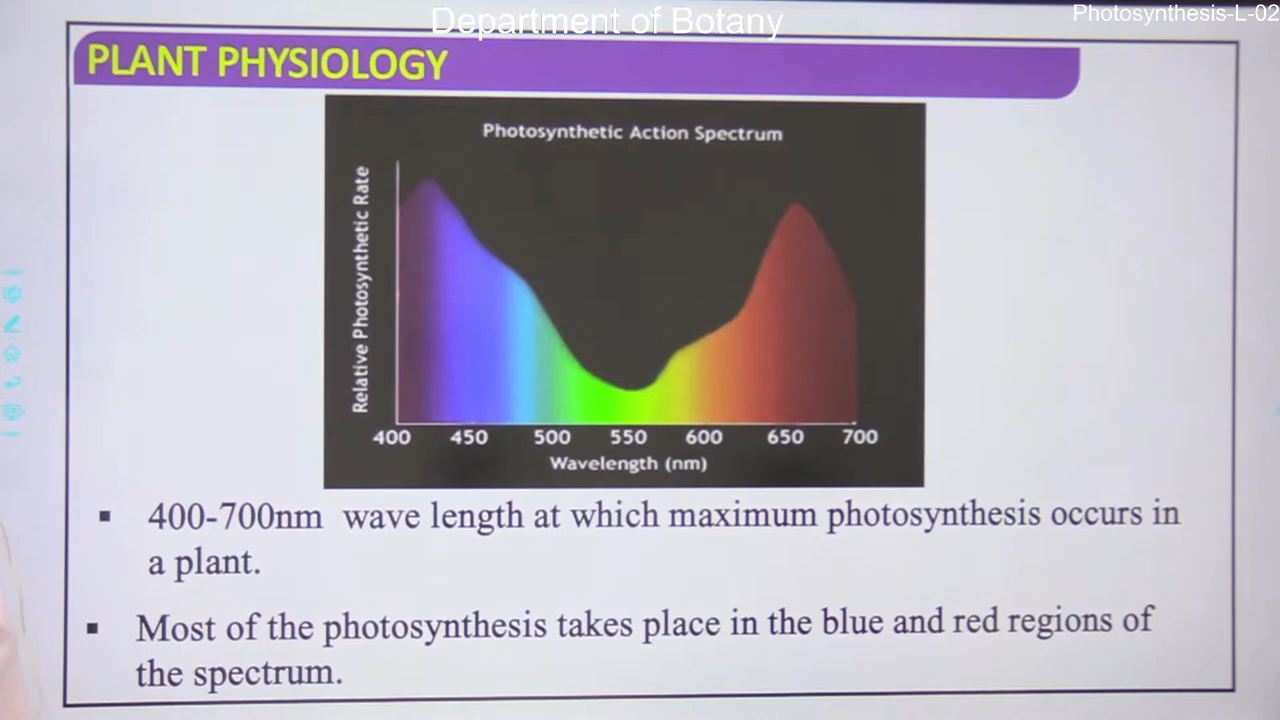 Department of Botany
Photosynthesis-L-02
PLANT PHYSIOLOGY
Photosynthetic Action Spectrum
Relative Photosynthetic Rate
400 450 500 550 600 650 700
Wavelength (nm)
▪ 400-700nm wave length at which maximum photosynthesis occurs in
a plant.
▪ Most of the photosynthesis takes place in the blue and red regions of
the spectrum.